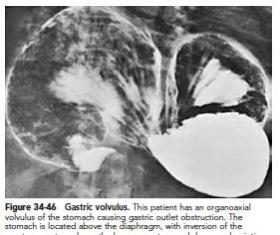 Figure 34-46 Gastric volvulus. This patient has an organoaxial
volvulus of the stomach causing gastric outlet obstruction. The
stomach is located above the diaphragm, with inversion of the